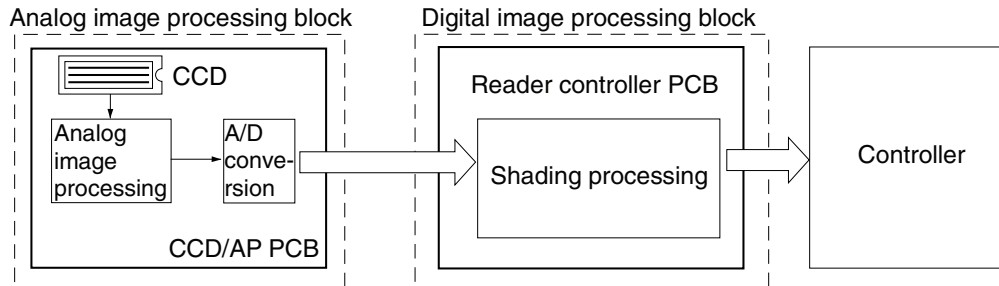 Analog image processing block
CCD
Analog
image
processing
A/D
conve-
rsion
CCD/AP PCB
Digital image processing block
Reader controller PCB
Shading processing
Controller